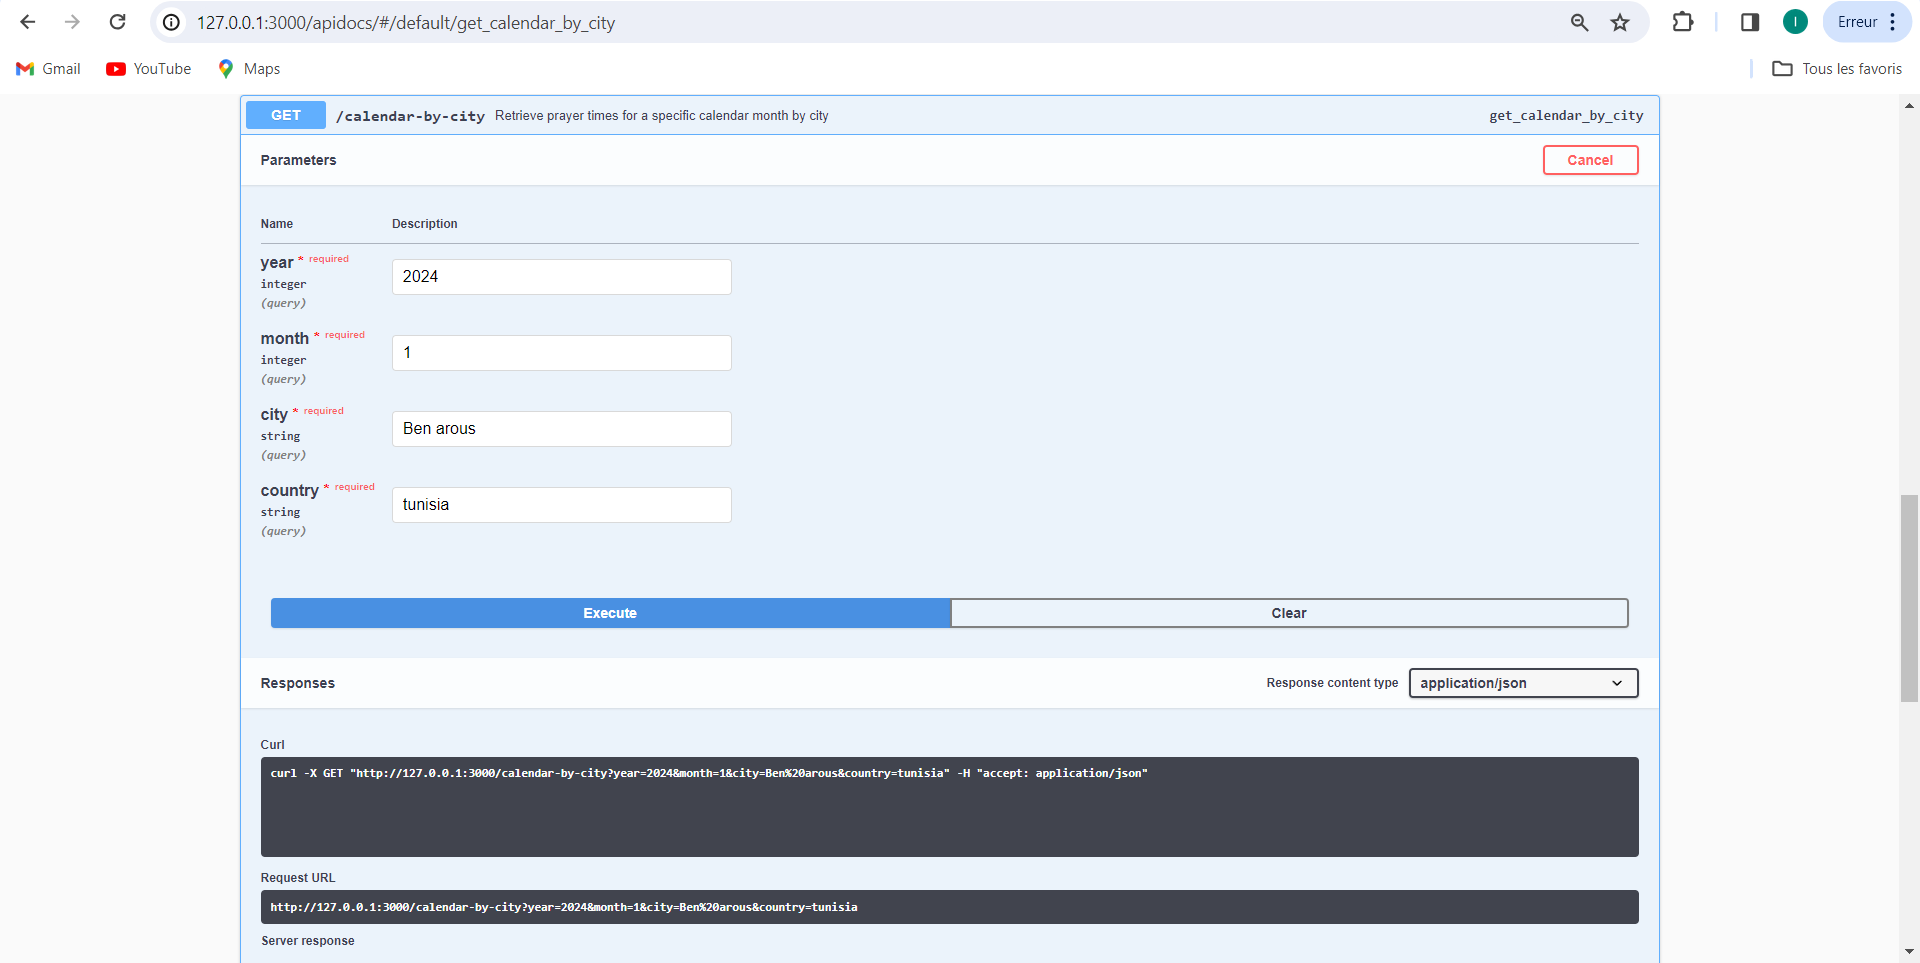 127.0.0.1:3000/apidocs/#/default/get_calendar_by_city
I
Erreur
Gmail
YouTube
Maps
Tous les favoris
GET /calendar-by-city Retrieve prayer times for a specific calendar month by city get_calendar_by_city
Parameters
Cancel
Name Description
year * required
integer
(query)
2024
month * required
integer
(query)
1
city * required
string
(query)
Ben arous
country * required
string
(query)
tunisia
Execute
Clear
Responses
Response content type
application/json
Curl
curl -X GET "http://127.0.0.1:3000/calendar-by-city?year=2024&month=1&city=Ben%20arous&country=tunisia" -H "accept: application/json"
Request URL
http://127.0.0.1:3000/calendar-by-city?year=2024&month=1&city=Ben%20arous&country=tunisia
Server response